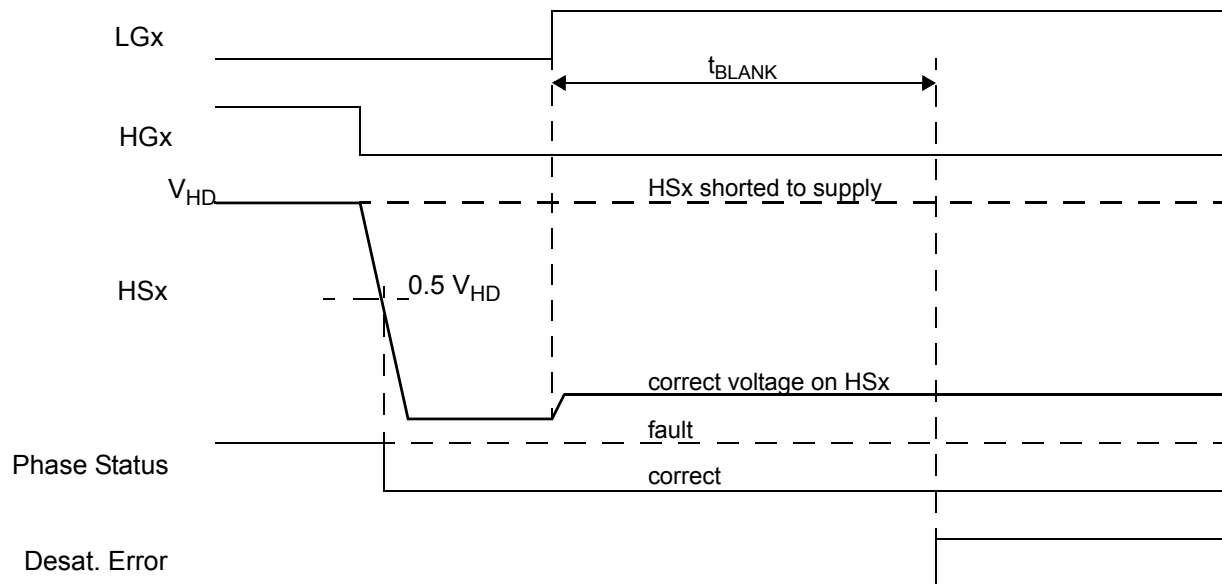 LGx
tBLANK
HGx
VHD
HSx shorted to supply
HSx
0.5 VHD
correct voltage on HSx
fault
Phase Status
correct
Desat. Error